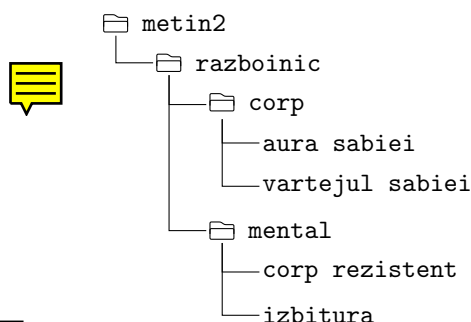 metin2
razboinic
corp
aura sabiei
vartejul sabiei
mental
corp rezistent
izbitura